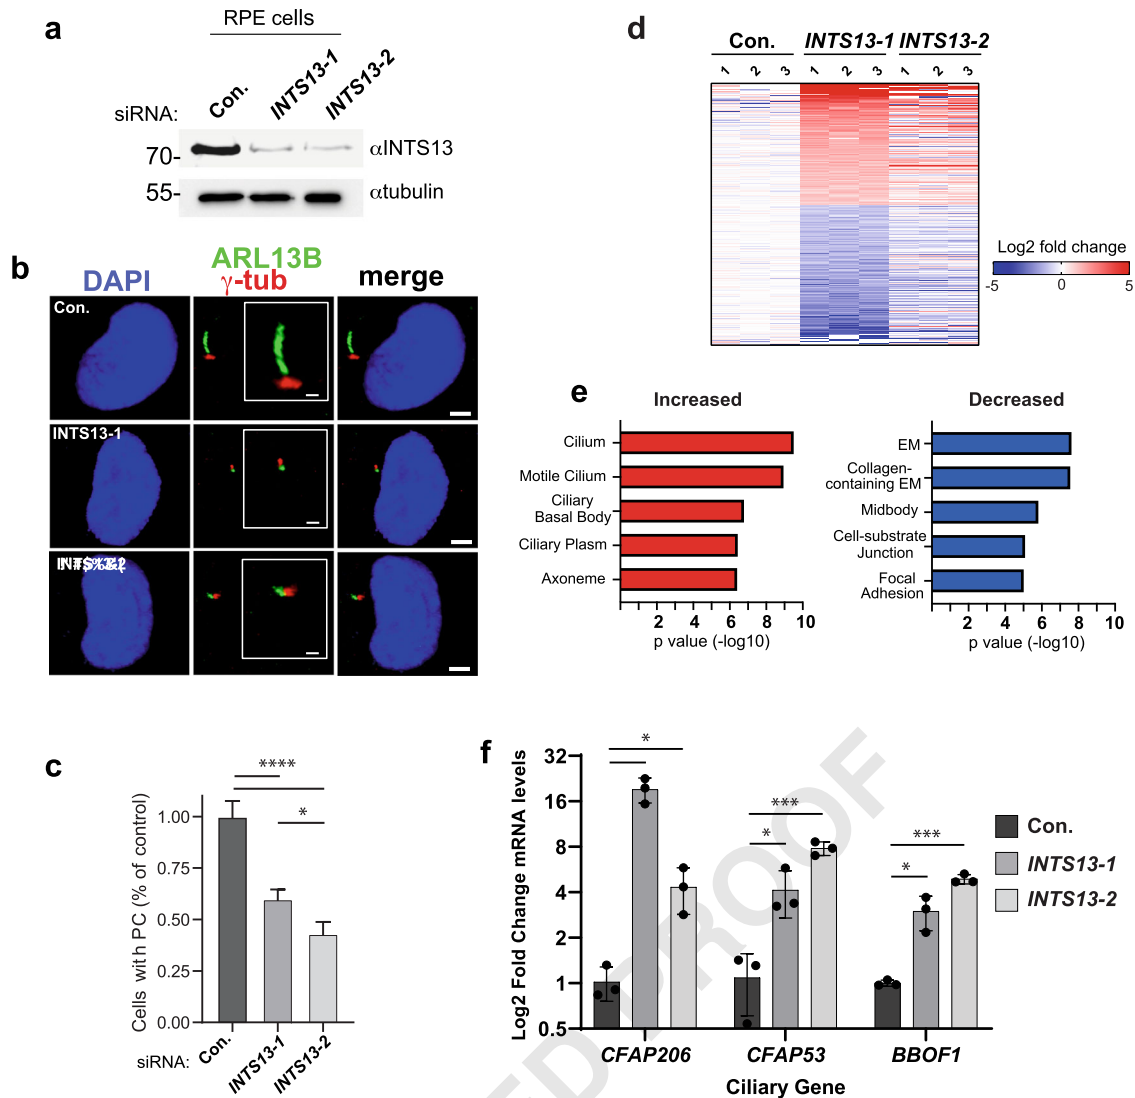 a
RPE cells
siRNA:
Con.
INTS13-1
INTS13-2
70-
αINTS13
55-
αtubulin
b
DAPI
ARL13B
γ-tub
merge
Con.
INTS13-1
c
Cells with PC (% of control)
1.00
0.75
0.50
0.25
0.00
****
*
siRNA:
Con.
INTS13-1
INTS13-2
d
Con.
INTS13-1
INTS13-2
1 2 3 1 2 3 1 2 3
Log2 fold change
-5 0 5
e
Increased
Cilium
Motile Cilium
Ciliary
Basal Body
Ciliary Plasm
Axoneme
2 4 6 8 10
p value (-log10)
Decreased
EM
Collagen-
containing EM
Midbody
Cell-substrate
Junction
Focal
Adhesion
2 4 6 8 10
p value (-log10)
f
Log2 Fold Change mRNA levels
32
16
8
4
2
1
0.5
*
***
*
***
*
CFAP206
CFAP53
BBOF1
Ciliary Gene
Con.
INTS13-1
INTS13-2
ED PROOF